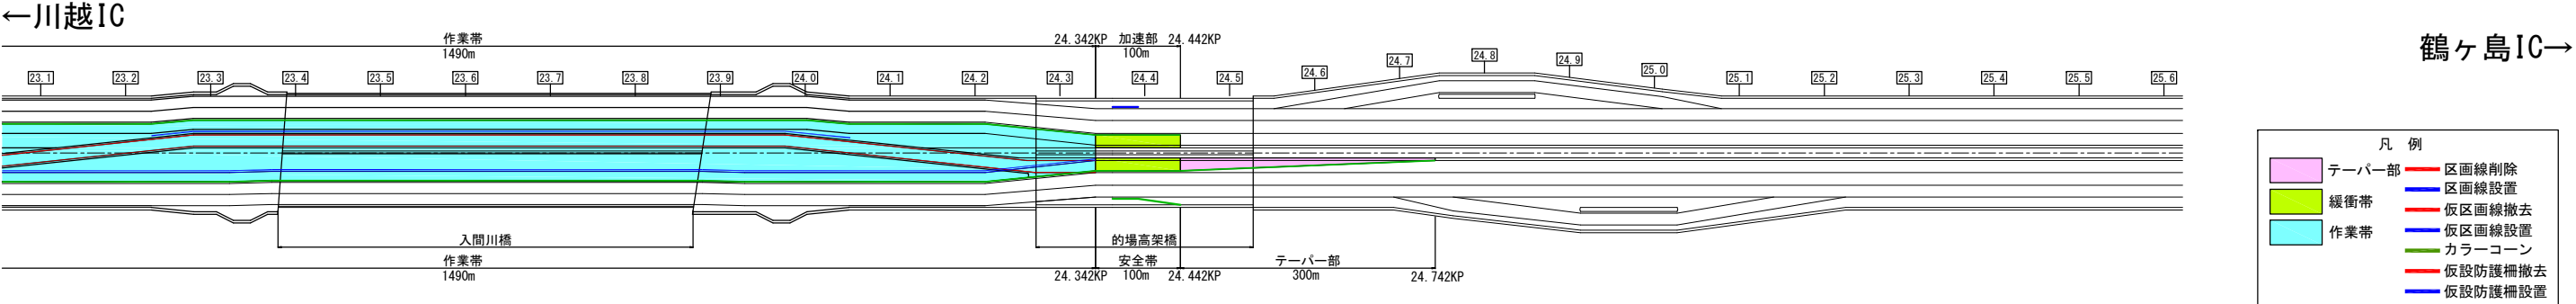 ←川越IC
鶴ヶ島IC→
作業帯
1490m
24.342KP
加速部
100m
24.442KP
23.1
23.2
23.3
23.4
23.5
23.6
23.7
23.8
23.9
24.0
24.1
24.2
24.3
24.4
24.5
24.6
24.7
24.8
24.9
25.0
25.1
25.2
25.3
25.4
25.5
25.6
入間川橋
的場高架橋
作業帯
1490m
24.342KP
安全帯
100m
24.442KP
テーパー部
300m
24.742KP
凡 例
テーパー部
緩衝帯
作業帯
区画線削除
区画線設置
仮区画線撤去
仮区画線設置
カラーコーン
仮設防護柵撤去
仮設防護柵設置